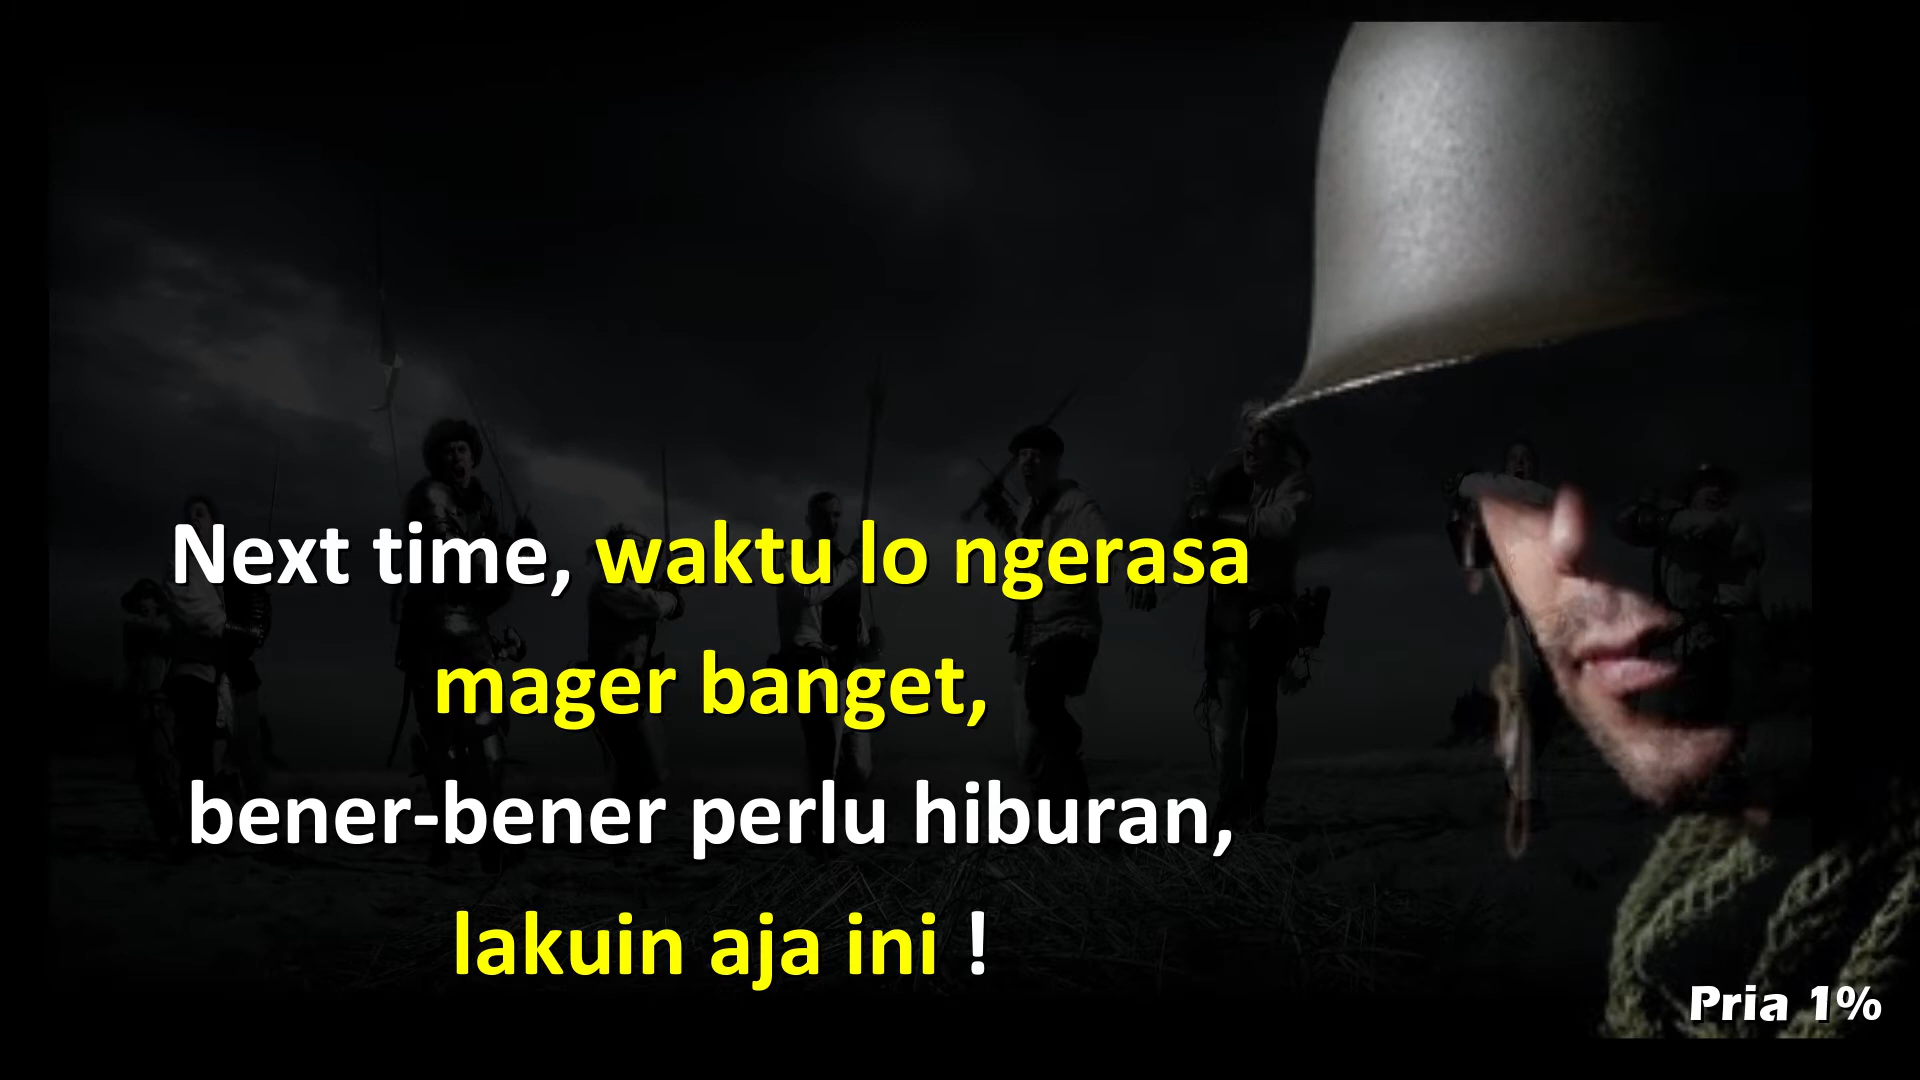 Next time, waktu lo ngerasa
mager banget,
bener-bener perlu hiburan,
lakuin aja ini !
Pria 1%